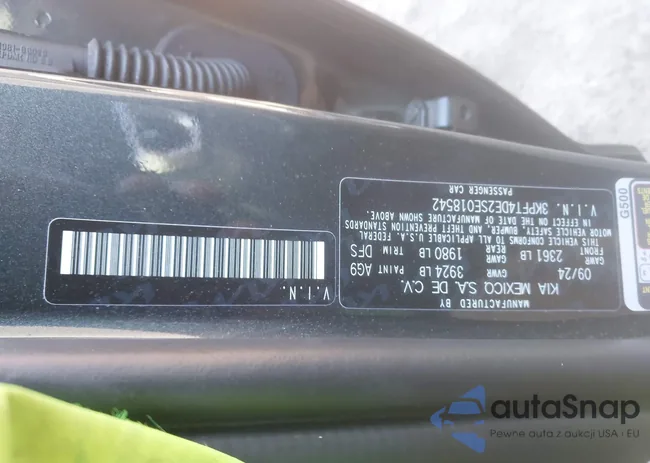 MANUFACTURED BY
KIA MEXICO, S.A. DE C.V.
09/24 GVWR 3924 LB PAINT AG9
GAWR FRONT 2361 LB GAWR REAR 1980 LB TRIM DFS
THIS VEHICLE CONFORMS TO ALL APPLICABLE U.S.A. FEDERAL
MOTOR VEHICLE SAFETY, BUMPER, AND THEFT PREVENTION STANDARDS
IN EFFECT ON THE DATE OF MANUFACTURE SHOWN ABOVE.
V.I.N. 3KPFT4DE2SE018542
PASSENGER CAR
V.I.N.
G500
autoSnap
Pewne auta z aukcji USA i EU